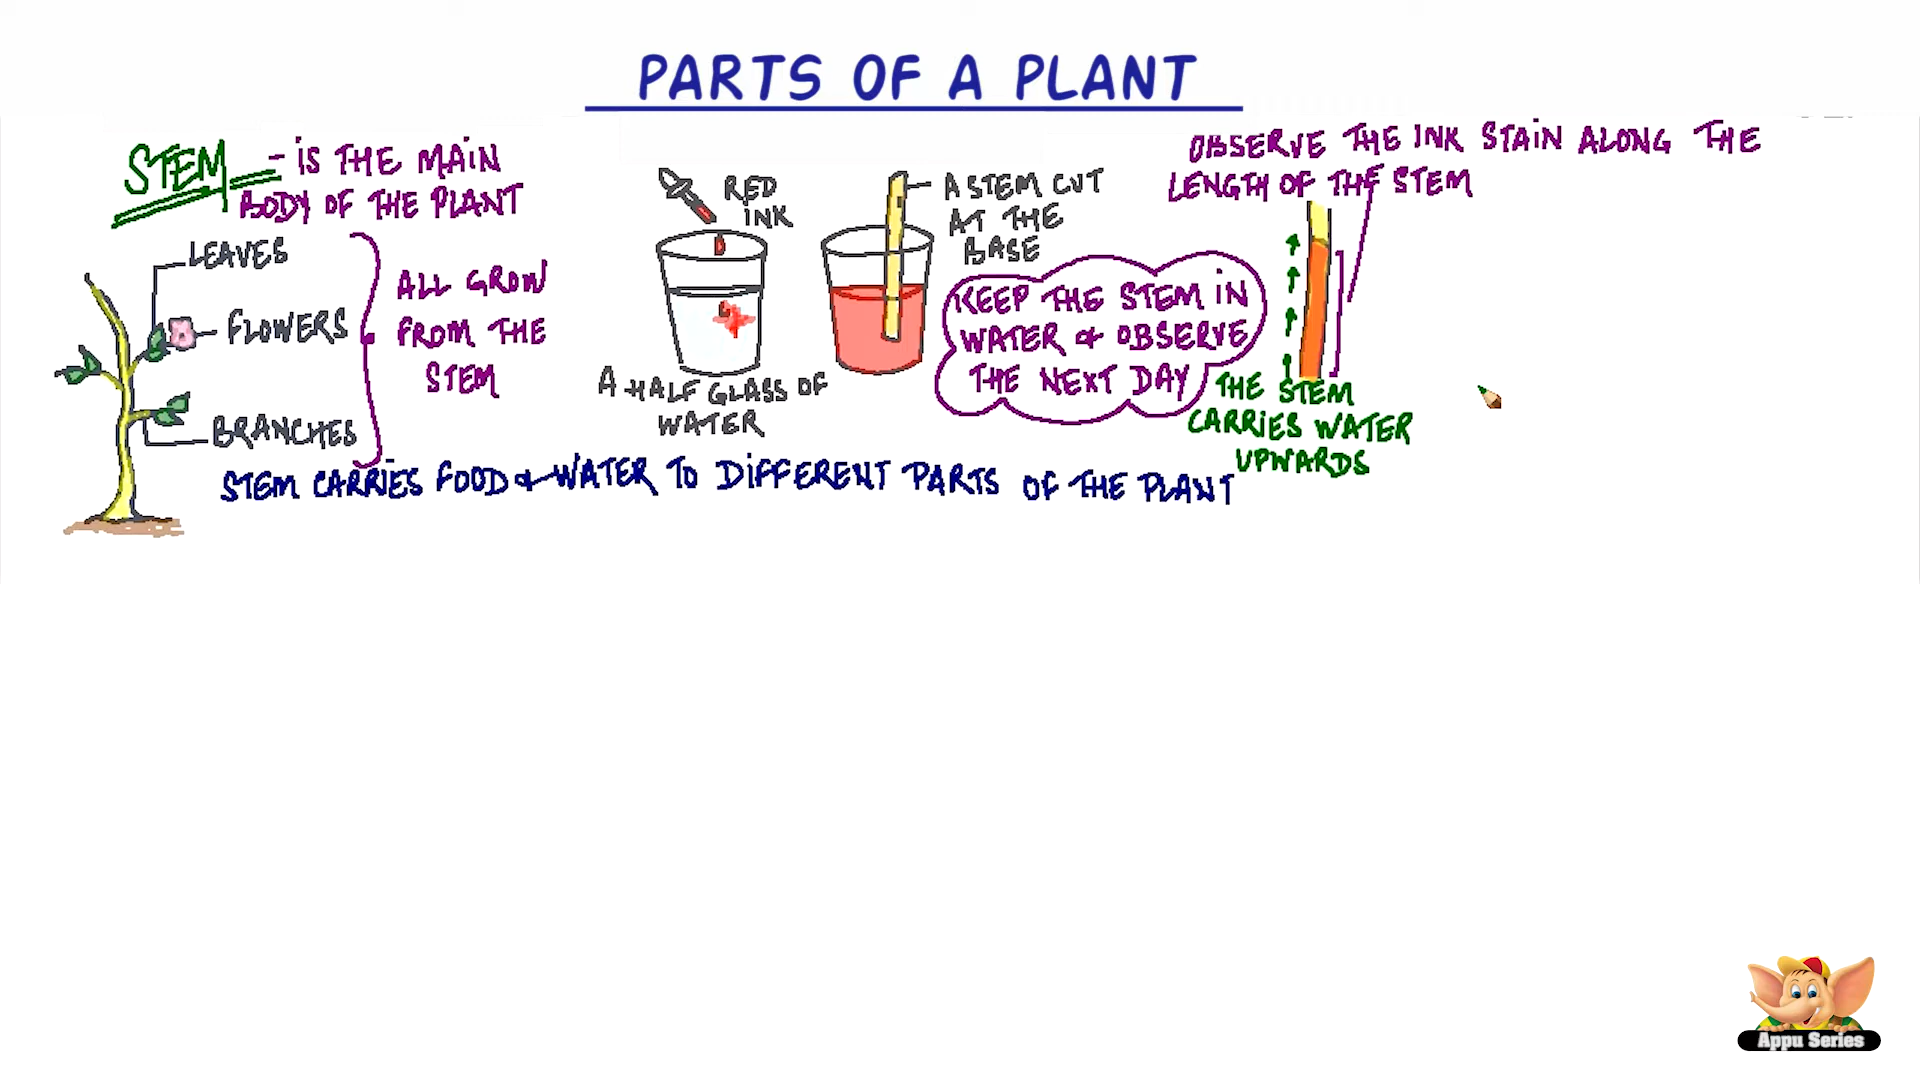 PARTS OF A PLANT
STEM - IS THE MAIN
BODY OF THE PLANT
LEAVES
FLOWERS
BRANCHES
ALL GROW
FROM THE
STEM
RED
INK
A HALF GLASS OF
WATER
A STEM CUT
AT THE
BASE
KEEP THE STEM IN
WATER & OBSERVE
THE NEXT DAY
OBSERVE THE INK STAIN ALONG THE
LENGTH OF THE STEM
THE STEM
CARRIES WATER
UPWARDS
STEM CARRIES FOOD & WATER TO DIFFERENT PARTS OF THE PLANT
Appu Series